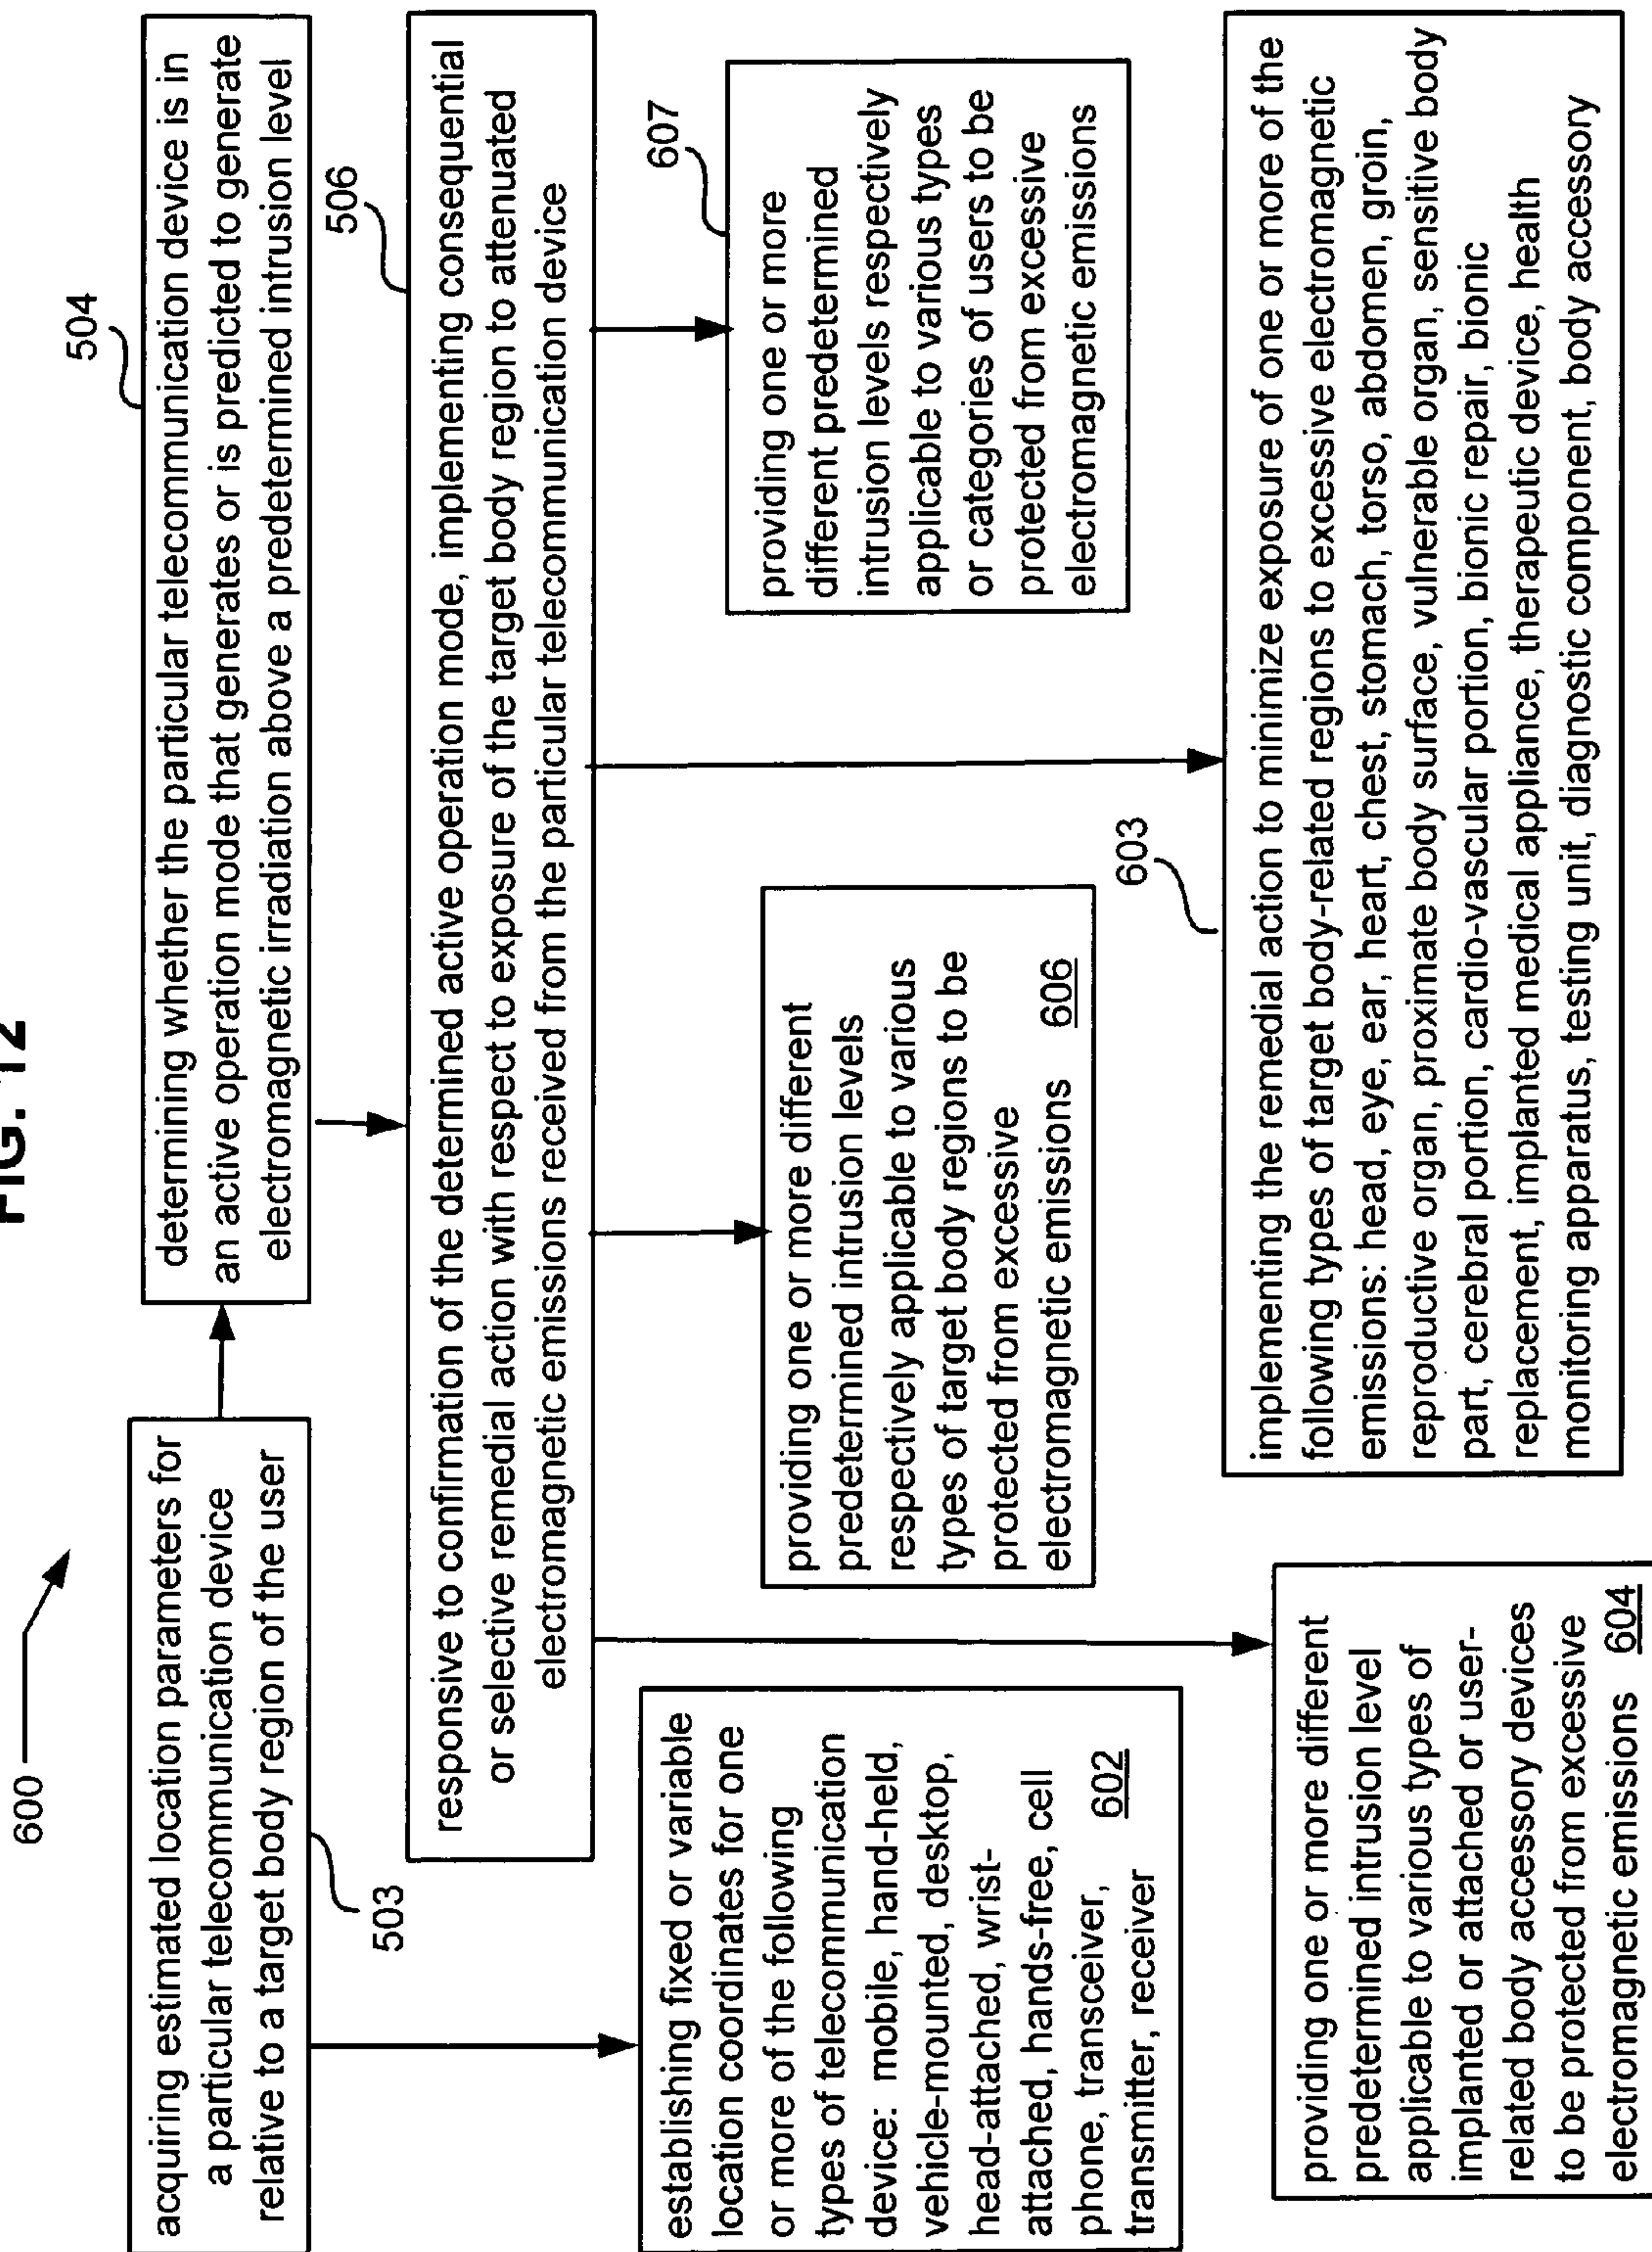 FIG. 12
600
acquiring estimated location parameters for
a particular telecommunication device
relative to a target body region of the user
503
determining whether the particular telecommunication device is in
an active operation mode that generates or is predicted to generate
electromagnetic irradiation above a predetermined intrusion level
504
responsive to confirmation of the determined active operation mode, implementing consequential
or selective remedial action with respect to exposure of the target body region to attenuated
electromagnetic emissions received from the particular telecommunication device
506
establishing fixed or variable
location coordinates for one
or more of the following
types of telecommunication
device: mobile, hand-held,
vehicle-mounted, desktop,
head-attached, wrist-
attached, hands-free, cell
phone, transceiver,
transmitter, receiver 602
providing one or more different
predetermined intrusion levels
respectively applicable to various
types of target body regions to be
protected from excessive
electromagnetic emissions 606
providing one or more
different predetermined
intrusion levels respectively
applicable to various types
or categories of users to be
protected from excessive
electromagnetic emissions
607
providing one or more different
predetermined intrusion level
applicable to various types of
implanted or attached or user-
related body accessory devices
to be protected from excessive
electromagnetic emissions 604
603
implementing the remedial action to minimize exposure of one or more of the
following types of target body-related regions to excessive electromagnetic
emissions: head, eye, ear, heart, chest, stomach, torso, abdomen, groin,
reproductive organ, proximate body surface, vulnerable organ, sensitive body
part, cerebral portion, cardio-vascular portion, bionic repair, bionic
replacement, implanted medical appliance, therapeutic device, health
monitoring apparatus, testing unit, diagnostic component, body accessory